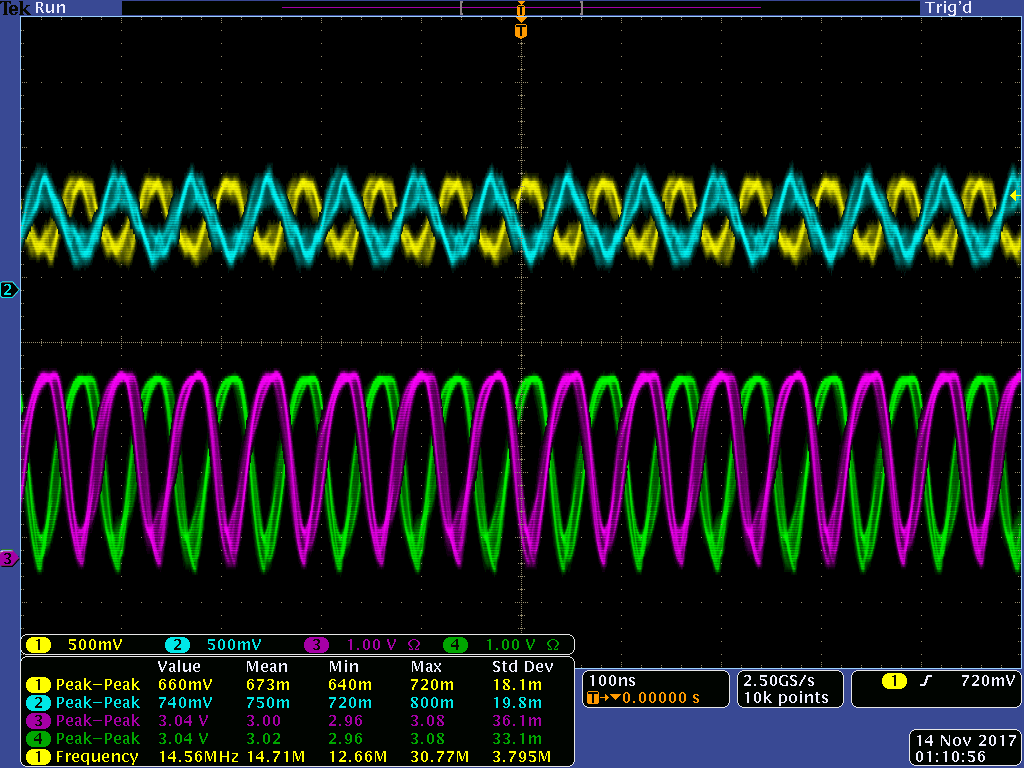 Tek Run Trig'd
T
T
2
3
1 500mV 2 500mV 3 1.00 V Ω 4 1.00 V Ω
Value Mean Min Max Std Dev
1 Peak-Peak 660mV 673m 640m 720m 18.1m
2 Peak-Peak 740mV 750m 720m 800m 19.8m
3 Peak-Peak 3.04 V 3.00 2.96 3.08 36.1m
4 Peak-Peak 3.04 V 3.02 2.96 3.08 33.1m
1 Frequency 14.56MHz 14.71M 12.66M 30.77M 3.795M
100ns
T→▼0.00000 s
2.50GS/s
10k points
1 ƒ 720mV
14 Nov 2017
01:10:56